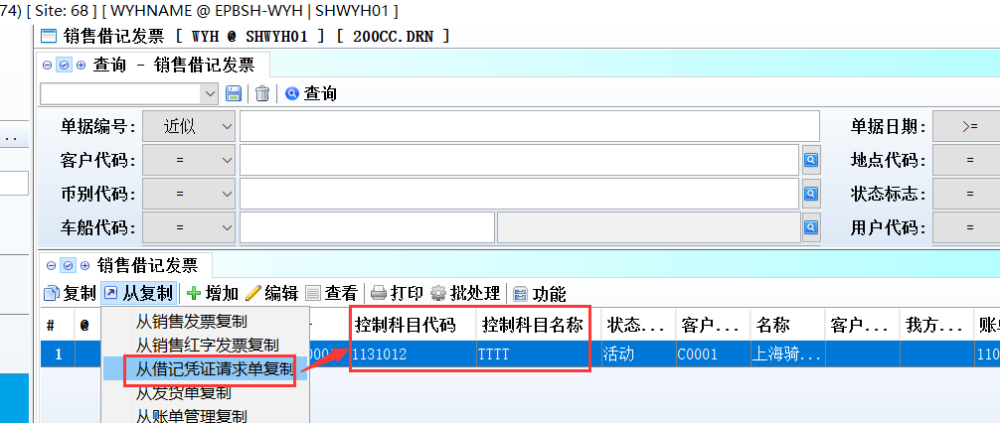 74) [ Site: 68 ] [ WYHNAME @ EPBSH-WYH | SHWYH01 ]
销售借记发票 [ WYH @ SHWYH01 ] [ 200CC.DRN ]
查询 - 销售借记发票
查询
..
单据编号: 近似 单据日期: >=
客户代码: = 地点代码: =
币别代码: = 状态标志: =
车船代码: = 用户代码: =
销售借记发票
复制 从复制 增加 编辑 查看 打印 批处理 功能
# @ 控制科目代码 控制科目名称 状态... 客户... 名称 客户... 我方... 账
1 1131012 TTTT 活动 C0001 上海骑... 110
从销售发票复制
从销售红字发票复制
从借记凭证请求单复制
从发货单复制
从账单管理复制